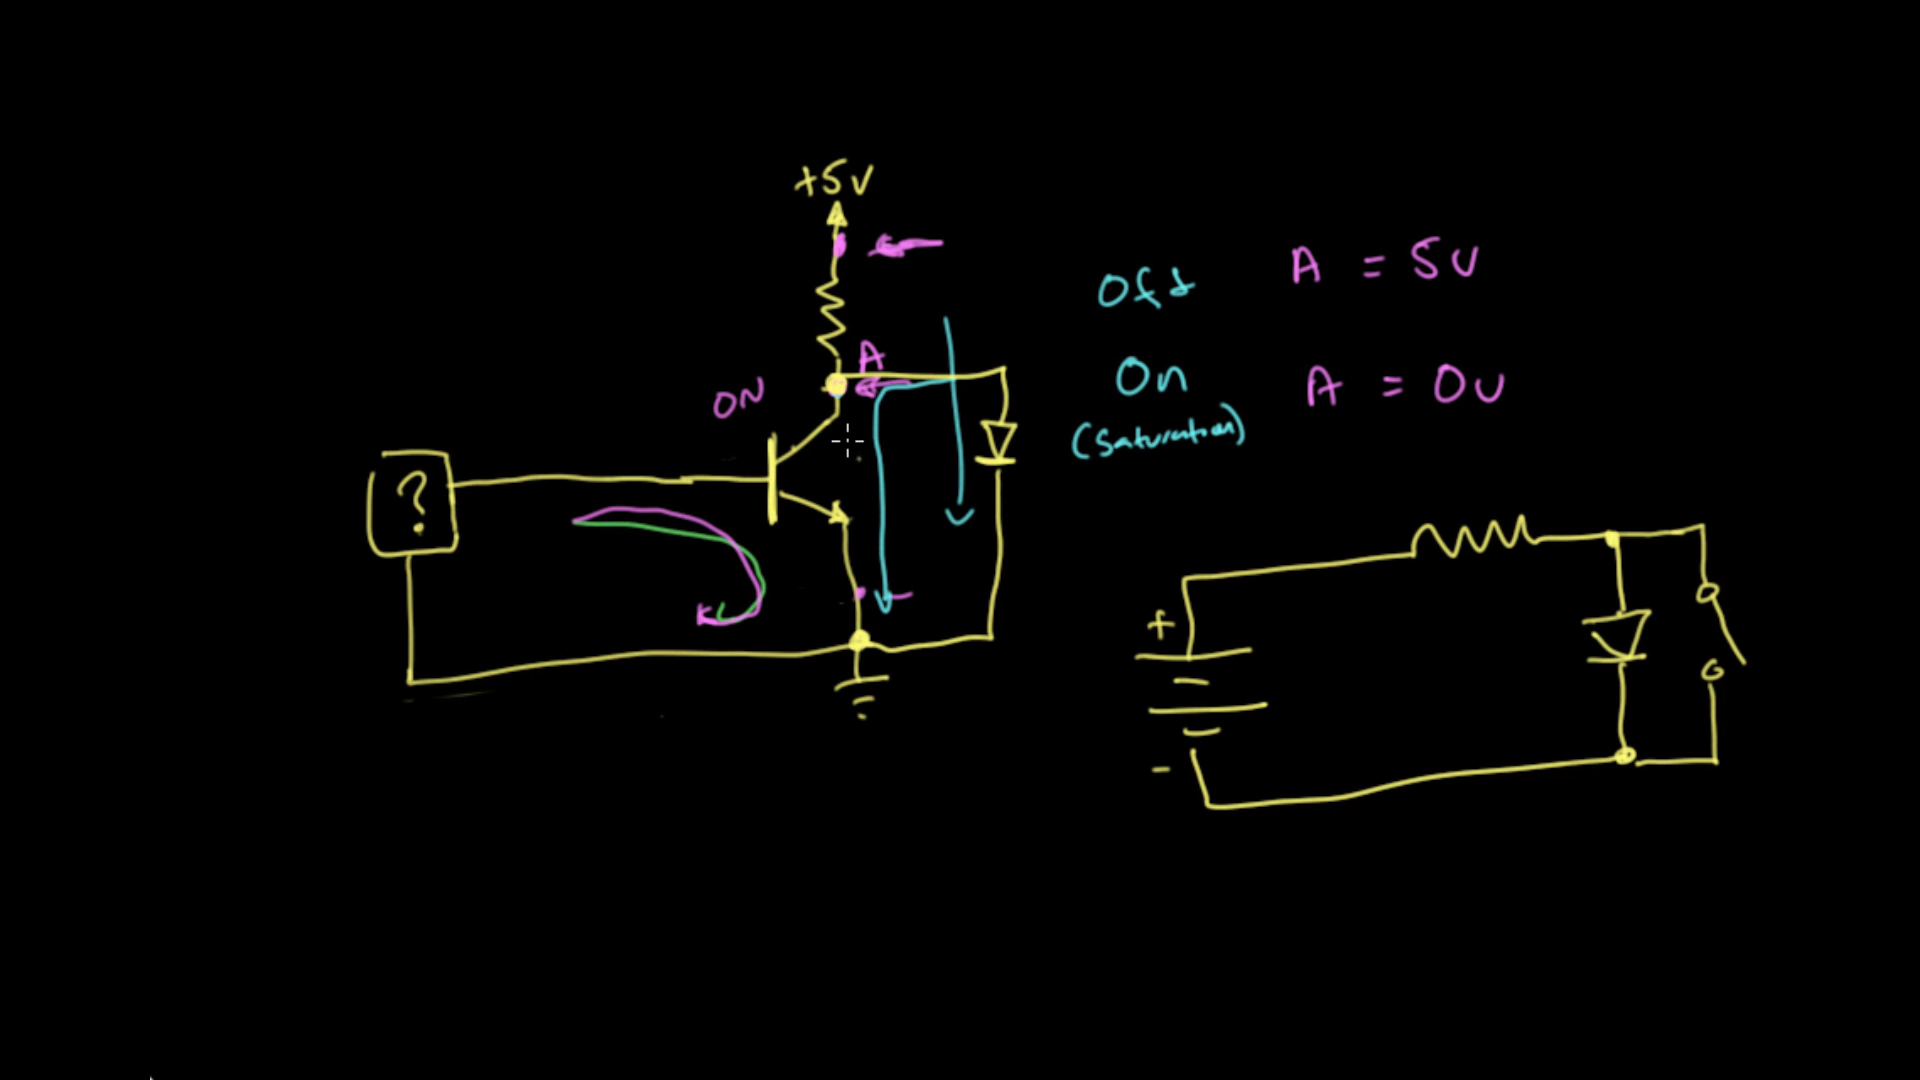 +5V
A
ON
?
Off A = 5V
On A = 0V
(Saturation)
+
-